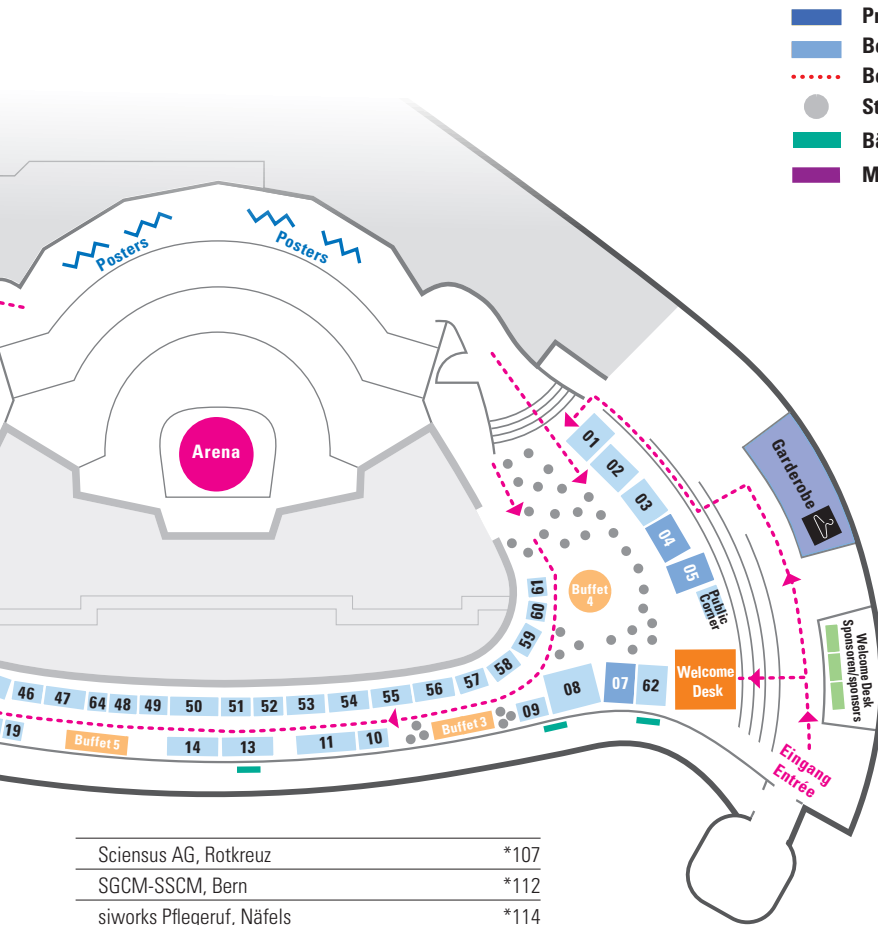 Posters
Posters
Arena
01
02
03
04
05
Public
Corner
Garderobe
Buffet
4
61
60
59
58
57
56
55
54
53
52
51
50
49
48
64
47
46
Welcome
Desk
62
07
08
09
Buffet 3
10
11
13
14
Buffet 5
19
Welcome Desk
Sponsoren/sponsors
Eingang
Entrée
Sciensus AG, Rotkreuz *107
SGCM-SSCM, Bern *112
siworks Pflegeruf, Näfels *114